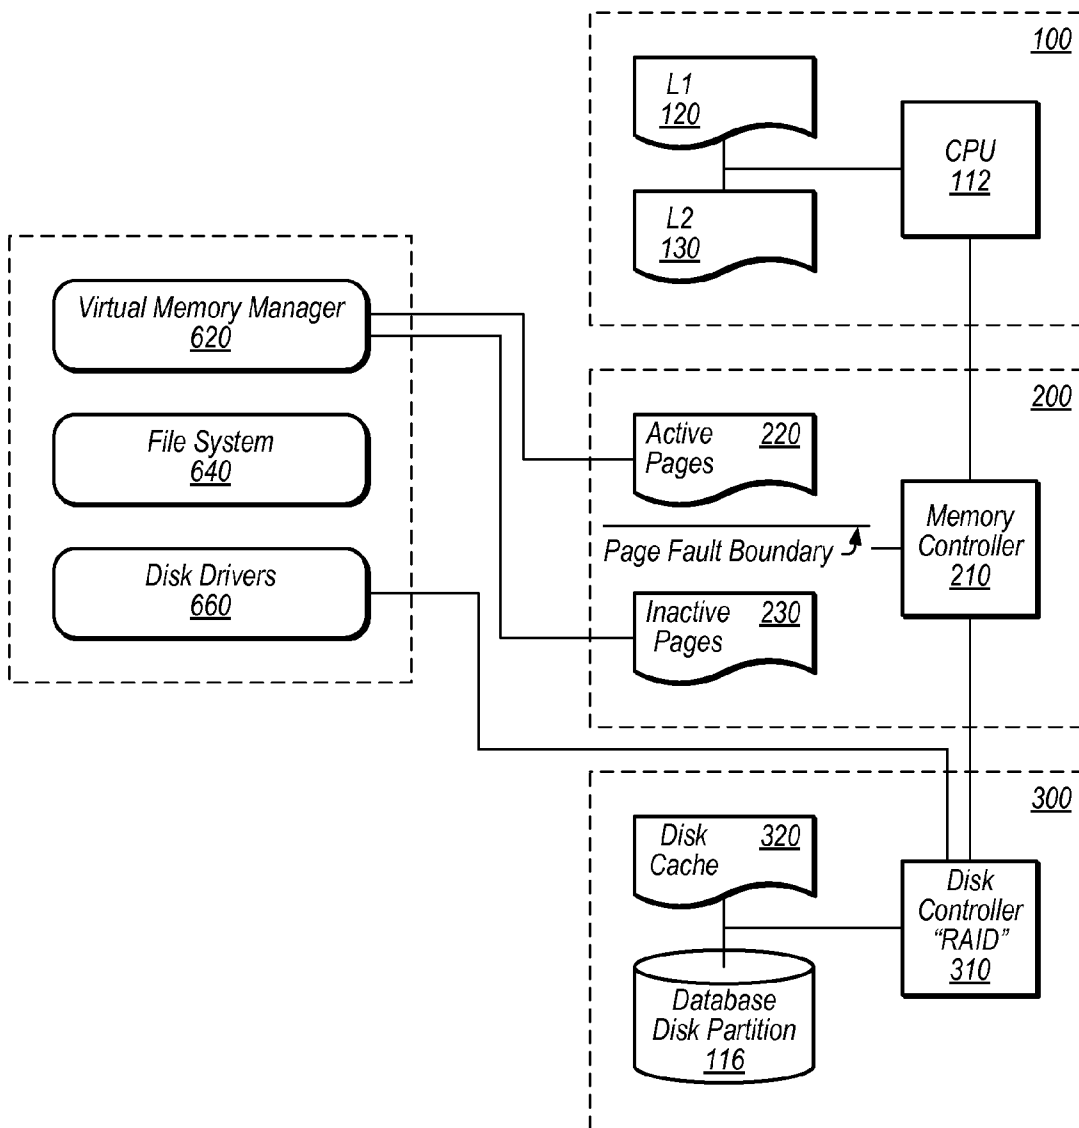 100
L1
120
CPU
112
L2
130
Virtual Memory Manager
620
File System
640
Disk Drivers
660
200
Active
Pages
220
Page Fault Boundary
Memory
Controller
210
Inactive
Pages
230
300
Disk
Cache
320
Disk
Controller
“RAID”
310
Database
Disk Partition
116